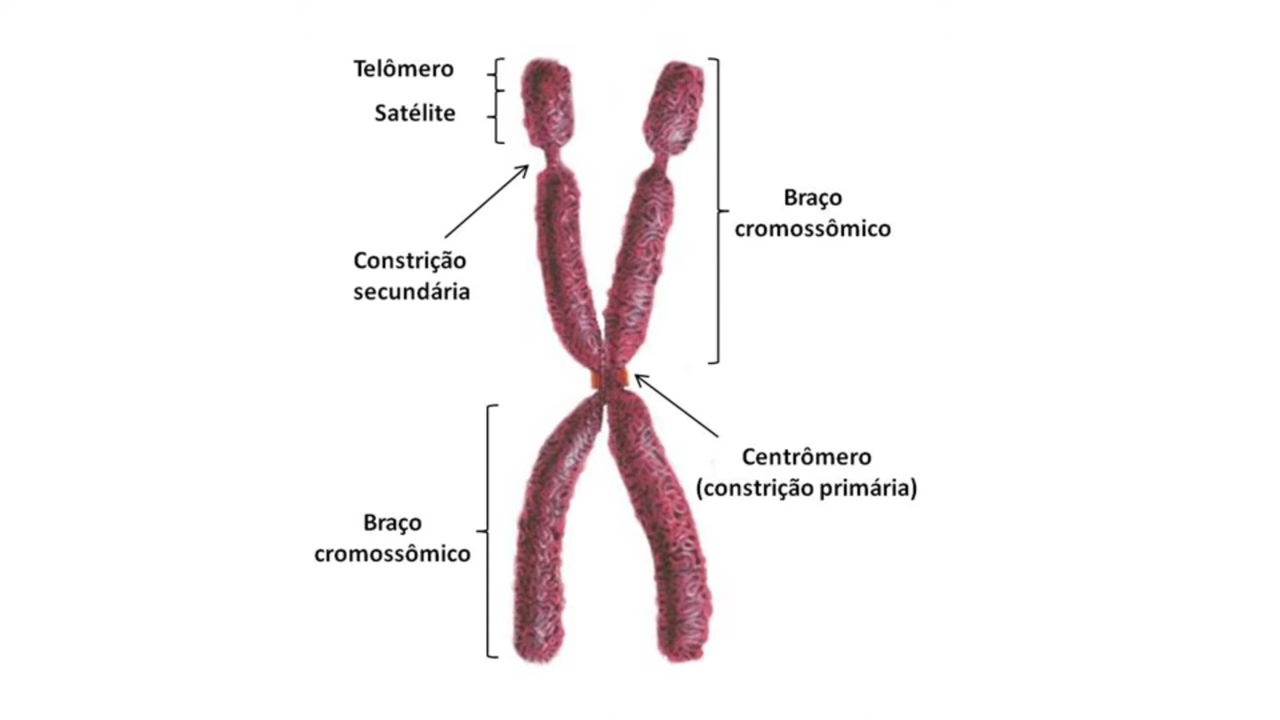 Telômero
Satélite
Constrição
secundária
Braço
cromossômico
Centrômero
(constrição primária)
Braço
cromossômico